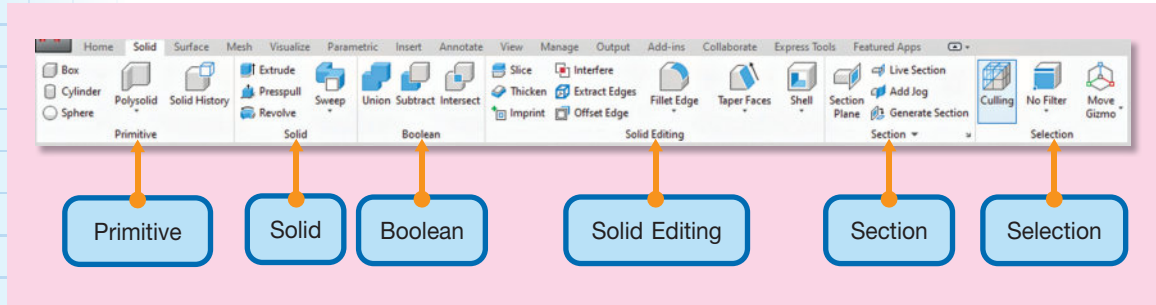 Home Solid Surface Mesh Visualize Parametric Insert Annotate View Manage Output Add-ins Collaborate Express Tools Featured Apps
Box
Cylinder
Sphere
Polysolid
Solid History
Primitive
Extrude
Presspull
Revolve
Sweep
Solid
Union
Subtract
Intersect
Boolean
Slice
Thicken
Imprint
Interfere
Extract Edges
Offset Edge
Fillet Edge
Taper Faces
Shell
Solid Editing
Section
Plane
Live Section
Add Jog
Generate Section
Section
Culling
No Filter
Move
Gizmo
Selection
Primitive
Solid
Boolean
Solid Editing
Section
Selection